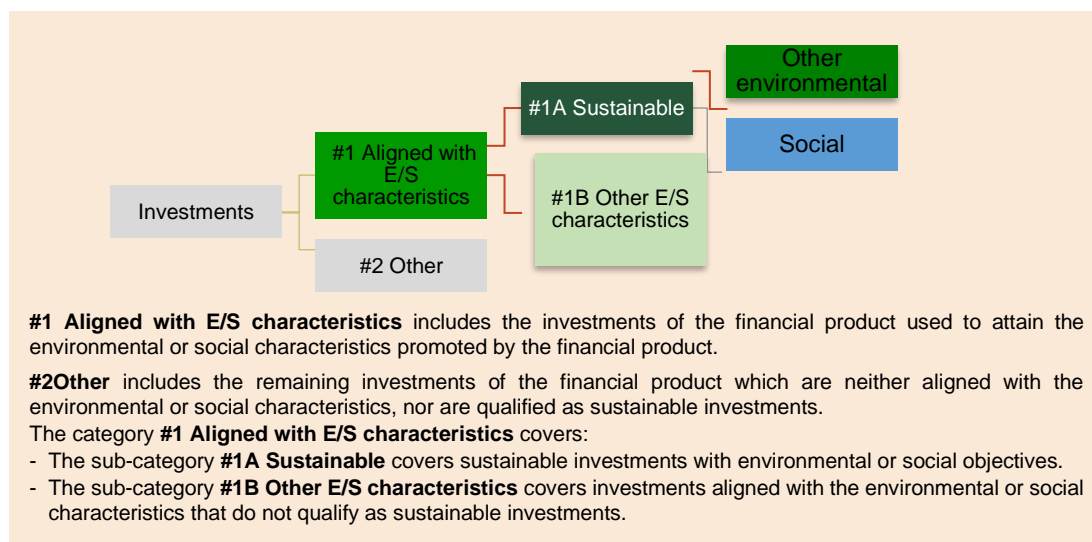 Other
environmental
#1A Sustainable
Social
#1 Aligned with
E/S
characteristics
#1B Other E/S
characteristics
Investments
#2 Other
#1 Aligned with E/S characteristics includes the investments of the financial product used to attain the
environmental or social characteristics promoted by the financial product.
#2Other includes the remaining investments of the financial product which are neither aligned with the
environmental or social characteristics, nor are qualified as sustainable investments.
The category #1 Aligned with E/S characteristics covers:
- The sub-category #1A Sustainable covers sustainable investments with environmental or social objectives.
- The sub-category #1B Other E/S characteristics covers investments aligned with the environmental or social
characteristics that do not qualify as sustainable investments.